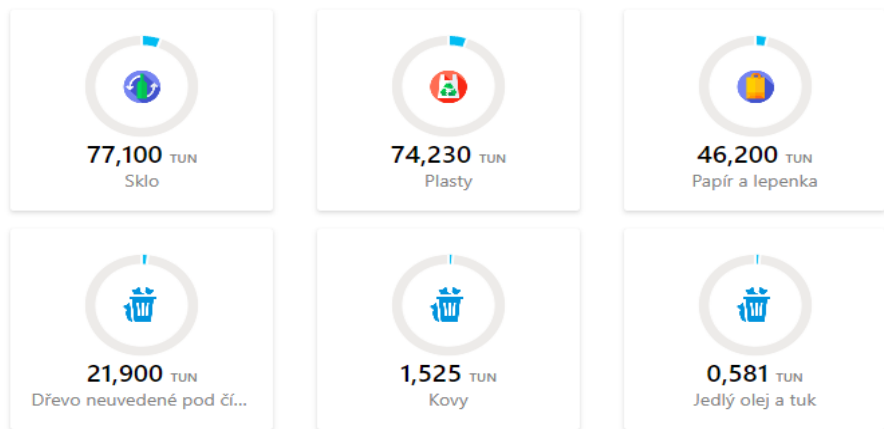 77,100 TUN
Sklo
74,230 TUN
Plasty
46,200 TUN
Papír a lepenka
21,900 TUN
Dřevo neuvedené pod čí...
1,525 TUN
Kovy
0,581 TUN
Jedlý olej a tuk